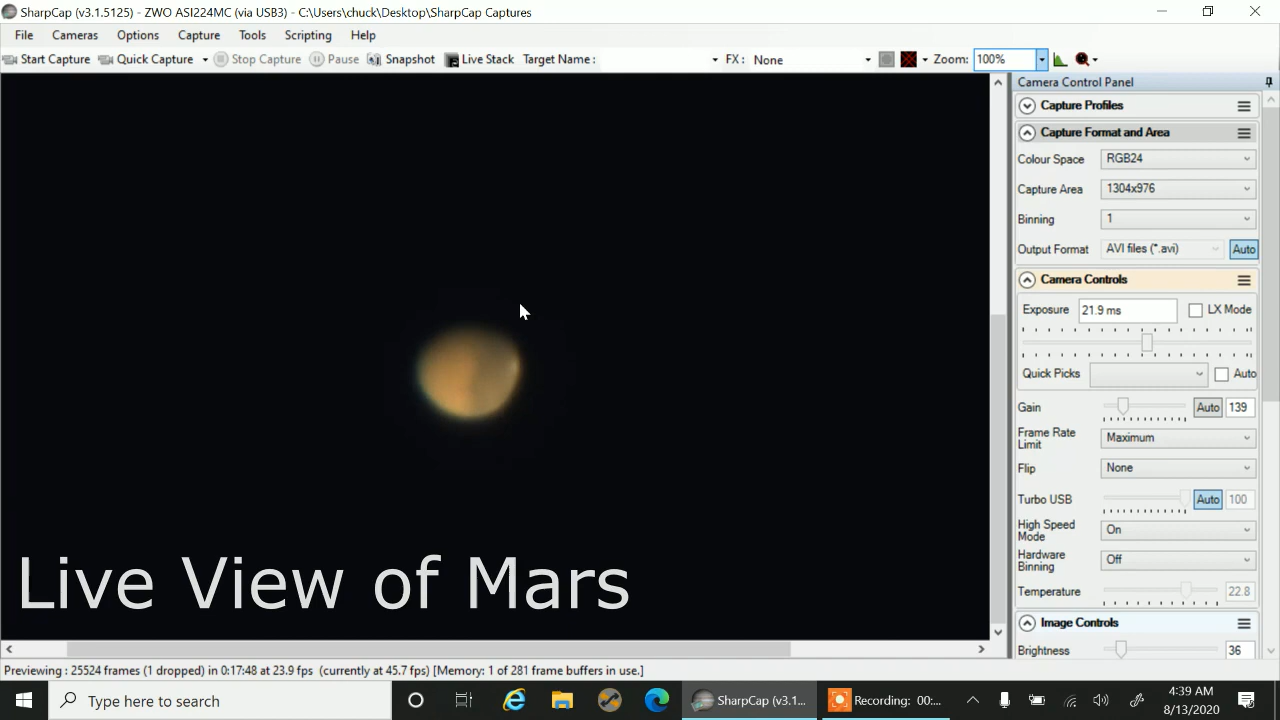 SharpCap (v3.1.5125) - ZWO ASI224MC (via USB3) - C:\Users\chuck\Desktop\SharpCap Captures
File Cameras Options Capture Tools Scripting Help
Start Capture Quick Capture Stop Capture Pause Snapshot Live Stack Target Name : FX : None Zoom: 100%
Camera Control Panel
Capture Profiles
Capture Format and Area
Colour Space RGB24
Capture Area 1304x976
Binning 1
Output Format AVI files (*.avi) Auto
Camera Controls
Exposure 21.9 ms LX Mode
Quick Picks Auto
Gain Auto 139
Frame Rate Limit Maximum
Flip None
Turbo USB Auto 100
High Speed Mode On
Hardware Binning Off
Temperature 22.8
Image Controls
Brightness 36
Live View of Mars
Previewing : 25524 frames (1 dropped) in 0:17:48 at 23.9 fps (currently at 45.7 fps) [Memory: 1 of 281 frame buffers in use.]
Type here to search
SharpCap (v3.1...
Recording: 00:...
4:39 AM
8/13/2020